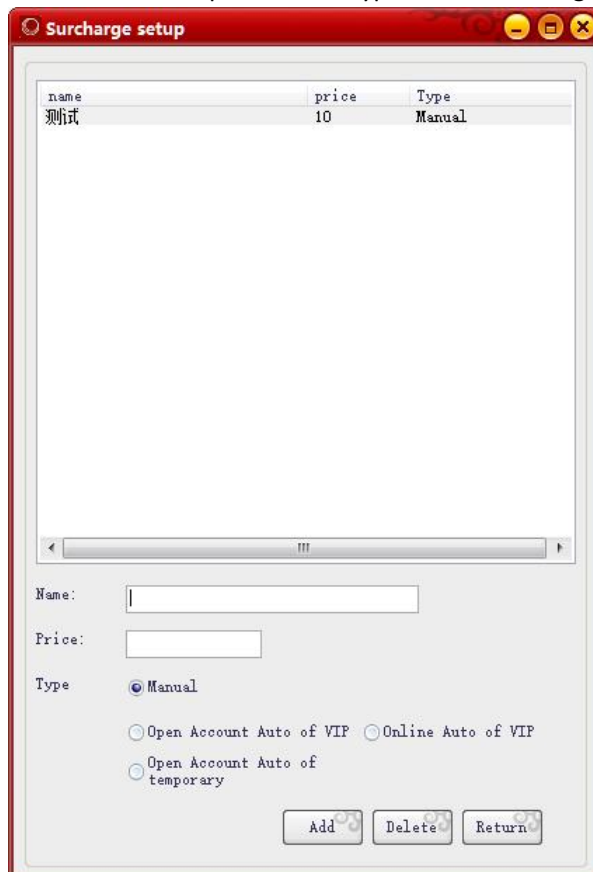 Surcharge setup
name price Type
测试 10 Manual
Name:
Price:
Type Manual
Open Account Auto of VIP Online Auto of VIP
Open Account Auto of
temporary
Add Delete Return